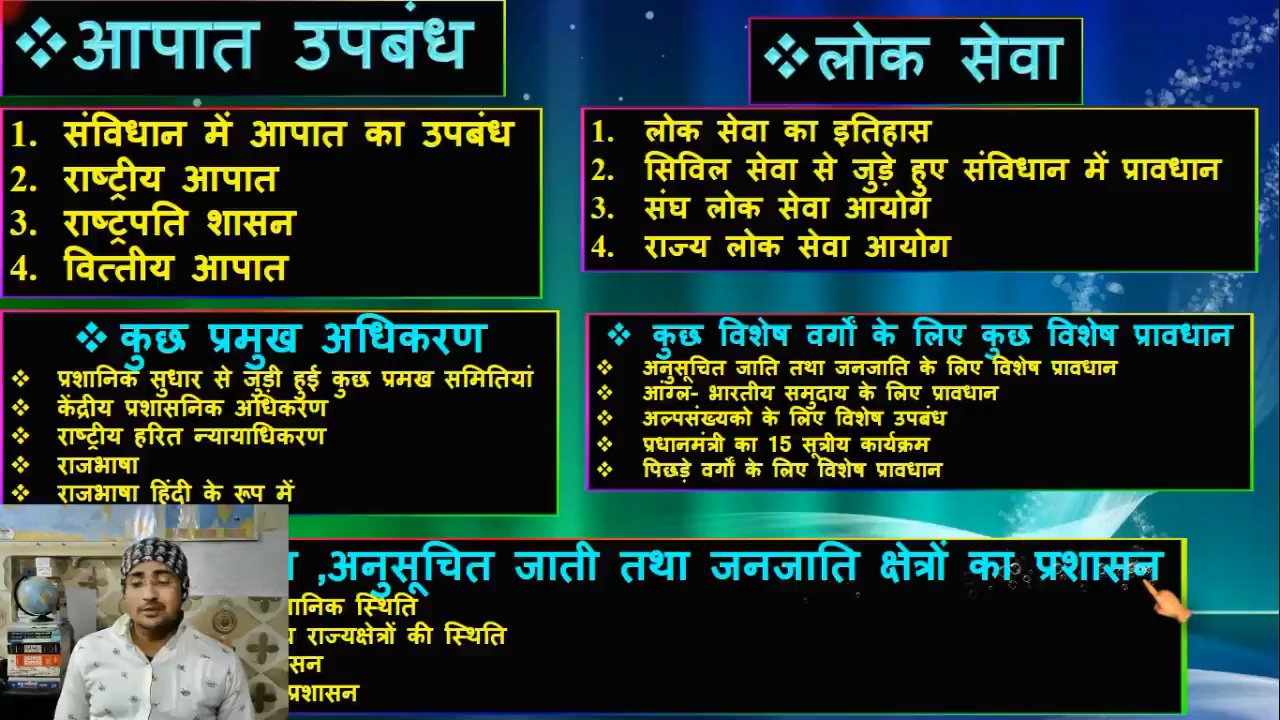 ❖आपात उपबंध
1. संविधान में आपात का उपबंध
2. राष्ट्रीय आपात
3. राष्ट्रपति शासन
4. वित्तीय आपात
❖लोक सेवा
1. लोक सेवा का इतिहास
2. सिविल सेवा से जुड़े हुए संविधान में प्रावधान
3. संघ लोक सेवा आयोग
4. राज्य लोक सेवा आयोग
❖ कुछ प्रमुख अधिकरण
❖ प्रशानिक सुधार से जुड़ी हुई कुछ प्रमख समितियां
❖ केंद्रीय प्रशासनिक अधिकरण
❖ राष्ट्रीय हरित न्यायाधिकरण
❖ राजभाषा
❖ राजभाषा हिंदी के रूप में
❖ कुछ विशेष वर्गों के लिए कुछ विशेष प्रावधान
❖ अनुसूचित जाति तथा जनजाति के लिए विशेष प्रावधान
❖ आंग्ल- भारतीय समुदाय के लिए प्रावधान
❖ अल्पसंख्यको के लिए विशेष उपबंध
❖ प्रधानमंत्री का 15 सूत्रीय कार्यक्रम
❖ पिछड़े वर्गों के लिए विशेष प्रावधान
,अनुसूचित जाती तथा जनजाति क्षेत्रों का प्रशासन
स्थिति
राज्यक्षेत्रों की स्थिति
प्रशासन